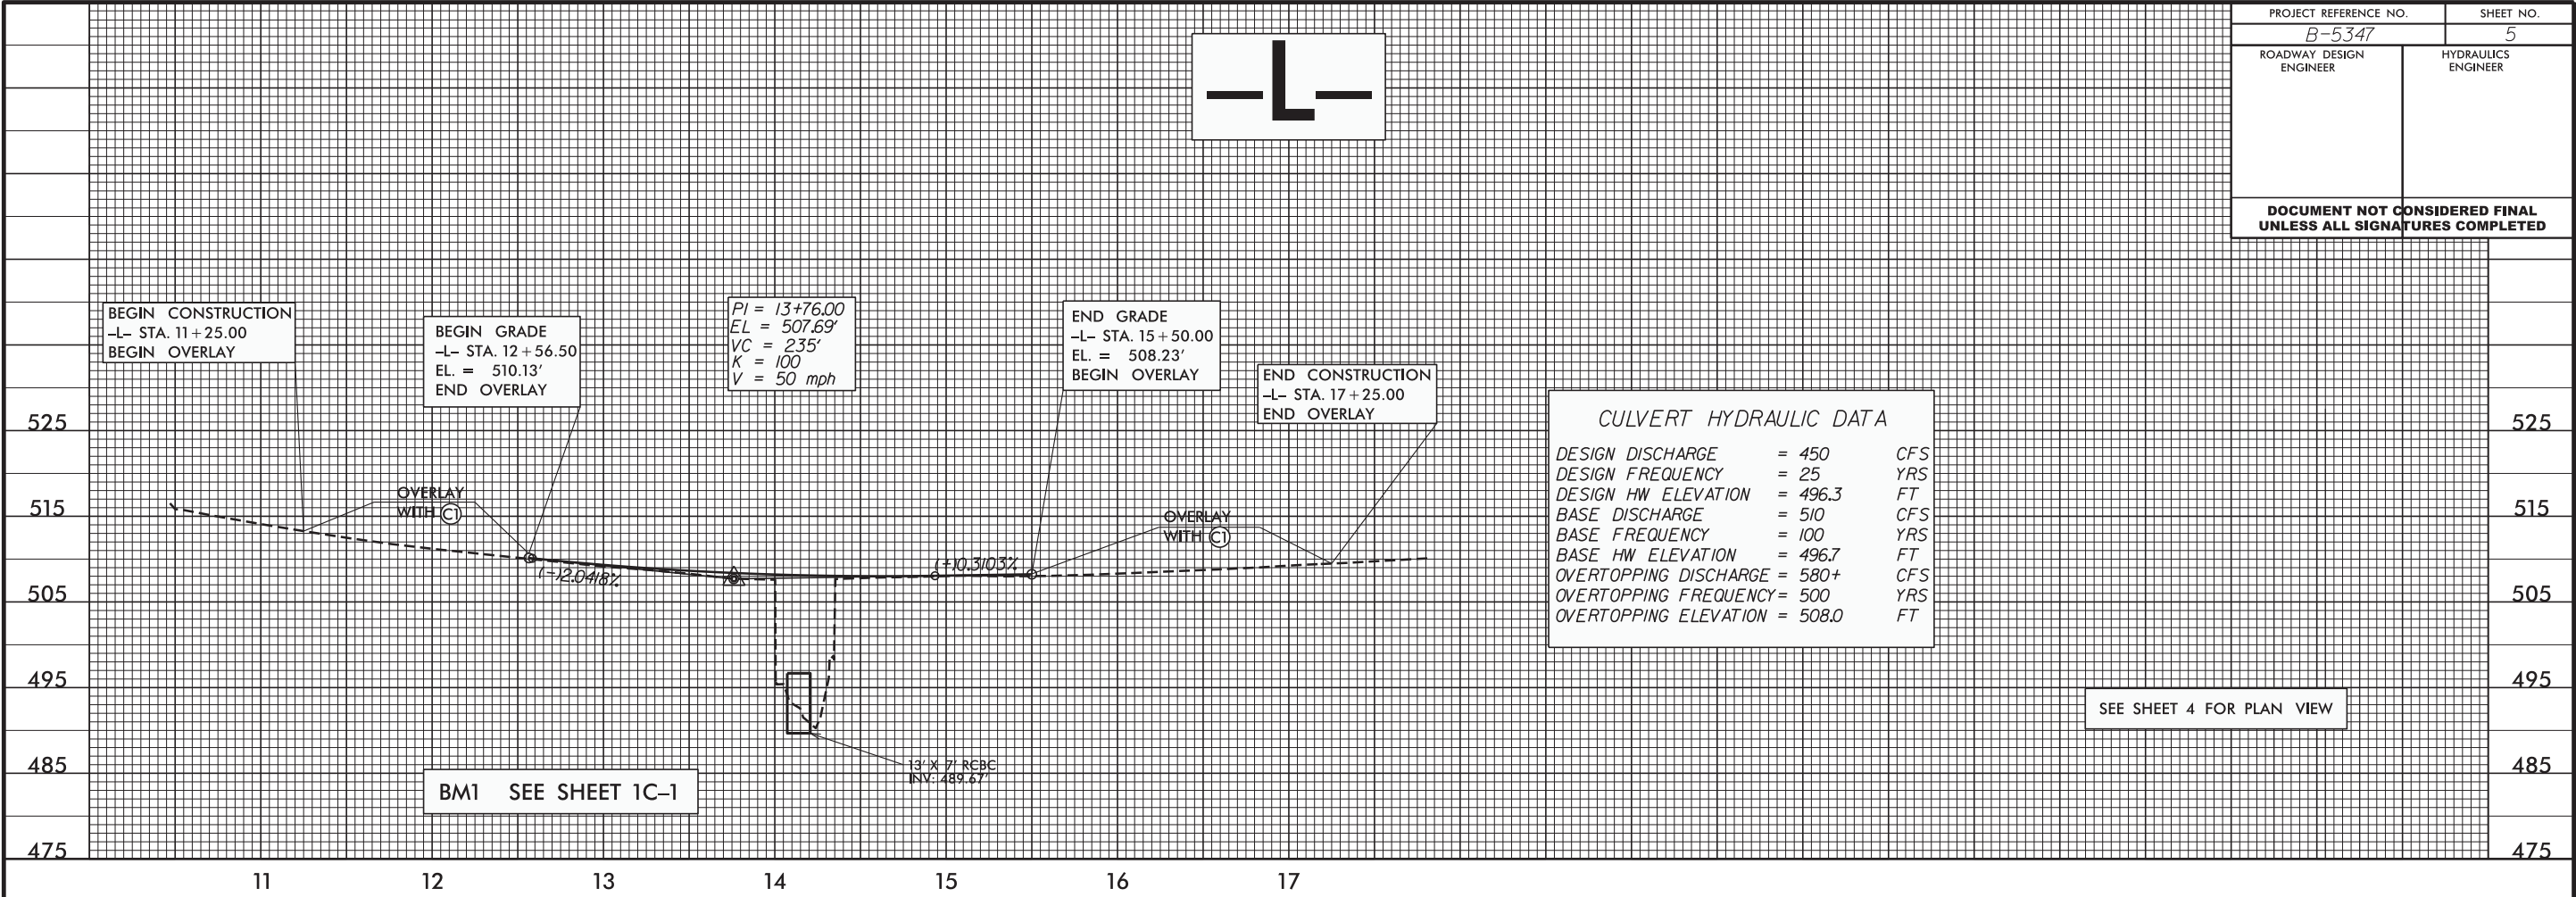 PROJECT REFERENCE NO.
SHEET NO.
B-5347
5
ROADWAY DESIGN
ENGINEER
HYDRAULICS
ENGINEER
DOCUMENT NOT CONSIDERED FINAL
UNLESS ALL SIGNATURES COMPLETED
–L–
BEGIN CONSTRUCTION
-L- STA. 11+25.00
BEGIN OVERLAY
BEGIN GRADE
-L- STA. 12+56.50
EL. = 510.13'
END OVERLAY
PI = 13+76.00
EL = 507.69'
VC = 235'
K = 100
V = 50 mph
END GRADE
-L- STA. 15+50.00
EL. = 508.23'
BEGIN OVERLAY
END CONSTRUCTION
-L- STA. 17+25.00
END OVERLAY
CULVERT HYDRAULIC DATA
DESIGN DISCHARGE = 450 CFS
DESIGN FREQUENCY = 25 YRS
DESIGN HW ELEVATION = 496.3 FT
BASE DISCHARGE = 510 CFS
BASE FREQUENCY = 100 YRS
BASE HW ELEVATION = 496.7 FT
OVERTOPPING DISCHARGE = 580+ CFS
OVERTOPPING FREQUENCY = 500 YRS
OVERTOPPING ELEVATION = 508.0 FT
525
525
515
515
505
505
495
495
485
485
475
475
OVERLAY
WITH C1
OVERLAY
WITH C1
(-)2.0418%
(+)0.3103%
13' X 7' RCBC
INV: 489.67'
SEE SHEET 4 FOR PLAN VIEW
BM1 SEE SHEET 1C-1
11
12
13
14
15
16
17